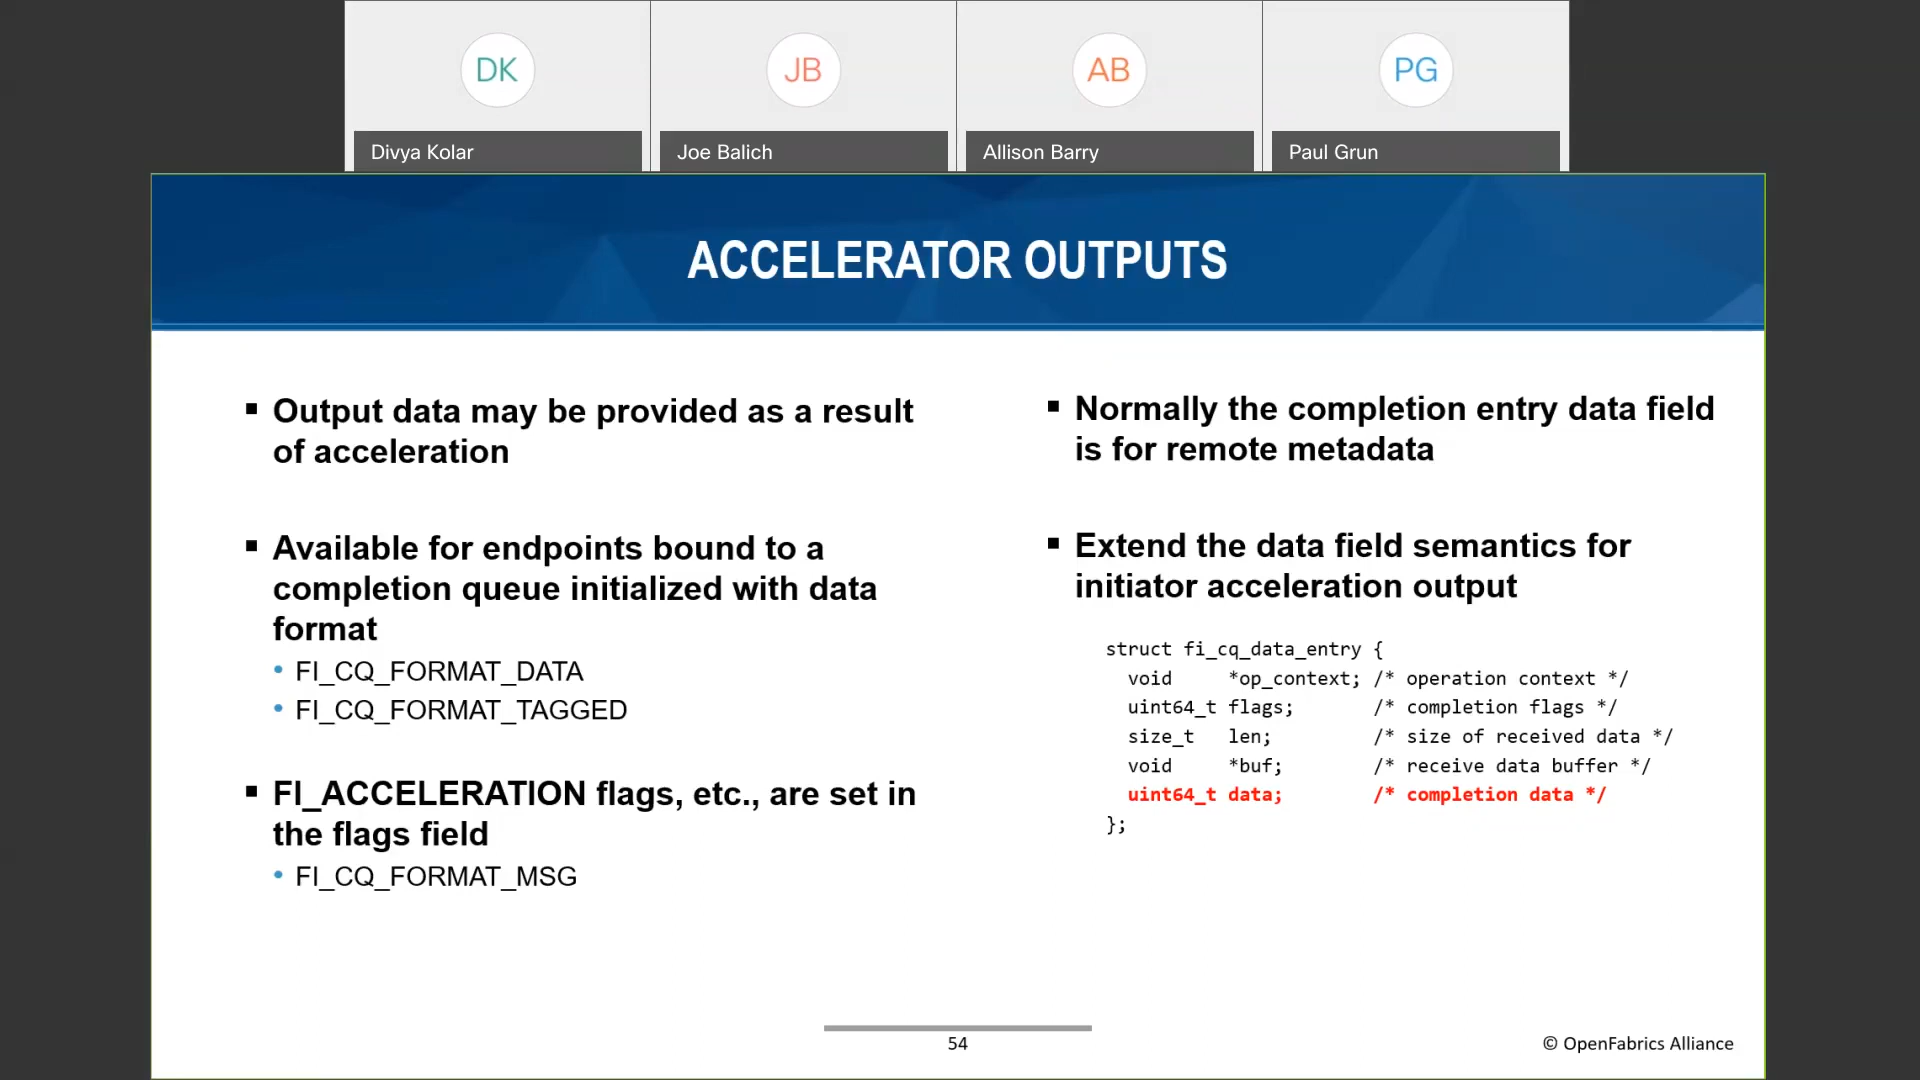 DK
JB
AB
PG
Divya Kolar
Joe Balich
Allison Barry
Paul Grun
ACCELERATOR OUTPUTS
▪ Output data may be provided as a result
of acceleration
▪ Available for endpoints bound to a
completion queue initialized with data
format
• FI_CQ_FORMAT_DATA
• FI_CQ_FORMAT_TAGGED
▪ FI_ACCELERATION flags, etc., are set in
the flags field
• FI_CQ_FORMAT_MSG
▪ Normally the completion entry data field
is for remote metadata
▪ Extend the data field semantics for
initiator acceleration output
struct fi_cq_data_entry {
  void     *op_context; /* operation context */
  uint64_t flags;       /* completion flags */
  size_t   len;         /* size of received data */
  void     *buf;        /* receive data buffer */
  uint64_t data;        /* completion data */
};
54
© OpenFabrics Alliance